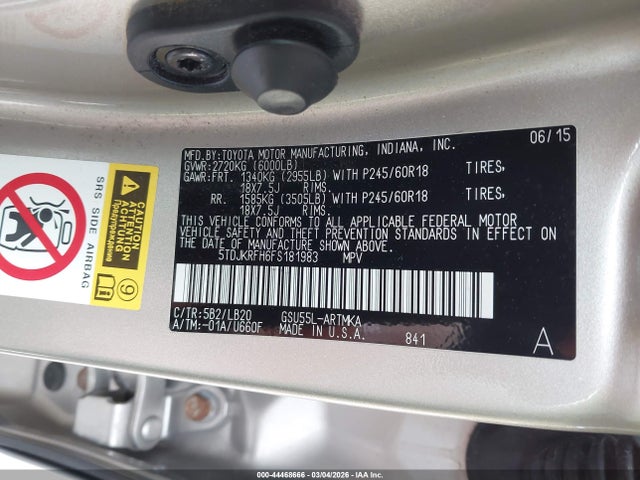 06/15
MFD.BY:TOYOTA MOTOR MANUFACTURING, INDIANA, INC.
GVWR:2720KG (6000LB)
GAWR:FRT. 1340KG (2955LB) WITH P245/60R18 TIRES,
18X7.5J RIMS.
RR. 1585KG (3505LB) WITH P245/60R18 TIRES,
18X7.5J RIMS.
THIS VEHICLE CONFORMS TO ALL APPLICABLE FEDERAL MOTOR
VEHICLE SAFETY AND THEFT PREVENTION STANDARDS IN EFFECT ON
THE DATE OF MANUFACTURE SHOWN ABOVE.
5TDJKRFH6FS181983 MPV
C/TR:5B2/LB20 GSU55L-ARTMKA
A/TM:-01A/U660F MADE IN U.S.A. 841 A
SRS SIDE AIRBAG
CAUTION
ATTENTION
ACHTUNG
9
000-44468666 - 03/04/2026 - IAA, Inc.